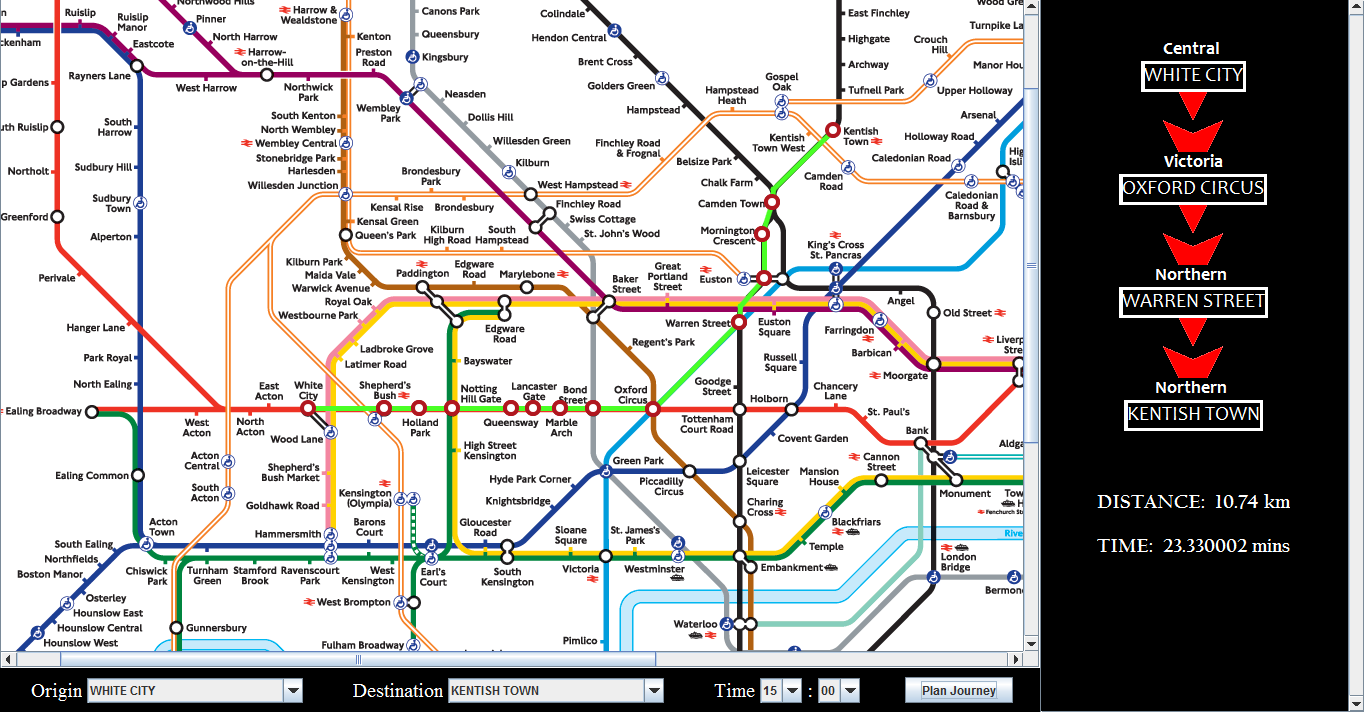 Northwood Hills
Ruislip
Ruislip
Manor
Pinner
North Harrow
Eastcote
Harrow-
on-the-Hill
Rayners Lane
West Harrow
Northwick
Park
Preston
Road
Harrow &
Wealdstone
Kenton
South Kenton
North Wembley
Wembley Central
Stonebridge Park
Harlesden
Willesden Junction
Kensal Green
Queen's Park
Kilburn Park
Maida Vale
Warwick Avenue
Royal Oak
Westbourne Park
Ladbroke Grove
Latimer Road
Canons Park
Queensbury
Kingsbury
Wembley
Park
Neasden
Dollis Hill
Willesden Green
Kilburn
West Hampstead
Finchley Road
Swiss Cottage
St. John's Wood
Brondesbury
Park
Kensal Rise
Brondesbury
Kilburn
High Road
South
Hampstead
Finchley Road
& Frognal
Hampstead
Heath
Gospel
Oak
Kentish
Town West
Camden
Road
Caledonian
Road &
Barnsbury
Colindale
Hendon Central
Brent Cross
Golders Green
Hampstead
Belsize Park
Chalk Farm
Camden Town
Mornington
Crescent
Euston
East Finchley
Highgate
Archway
Tufnell Park
Kentish
Town
Crouch
Hill
Upper Holloway
Turnpike La
Manor Hou
Arsenal
Holloway Road
Caledonian Road
King's Cross
St. Pancras
Angel
Old Street
Moorgate
Barbican
Farringdon
Euston
Square
Warren Street
Great
Portland
Street
Baker
Street
Marylebone
Edgware
Road
Paddington
Edgware
Road
Regent's Park
Bayswater
Russell
Square
Goodge
Street
South
Harrow
Sudbury Hill
Sudbury
Town
Alperton
Park Royal
North Ealing
Northolt
Greenford
Perivale
Hanger Lane
Ealing Broadway
West
Acton
North
Acton
East
Acton
White
City
Shepherd's
Bush
Holland
Park
Notting
Hill Gate
Queensway
Lancaster
Gate
Marble
Arch
Bond
Street
Oxford
Circus
Tottenham
Court Road
Holborn
Chancery
Lane
St. Paul's
Bank
Covent Garden
Leicester
Square
Piccadilly
Circus
Green Park
Hyde Park Corner
Knightsbridge
High Street
Kensington
Wood Lane
Shepherd's
Bush Market
Goldhawk Road
Hammersmith
Kensington
(Olympia)
Acton
Central
South
Acton
Ealing Common
Acton
Town
South Ealing
Northfields
Boston Manor
Osterley
Hounslow East
Hounslow Central
Hounslow West
Chiswick
Park
Turnham
Green
Stamford
Brook
Ravenscourt
Park
Barons
Court
West
Kensington
Earl's
Court
Gloucester
Road
South
Kensington
Sloane
Square
Victoria
St. James's
Park
Westminster
Charing
Cross
Embankment
Temple
Blackfriars
Mansion
House
Cannon
Street
Monument
Fenchurch St
London
Bridge
Waterloo
Pimlico
West Brompton
Fulham Broadway
Gunnersbury
Origin WHITE CITY Destination KENTISH TOWN Time 15 : 00 Plan Journey
Central
WHITE CITY
Victoria
OXFORD CIRCUS
Northern
WARREN STREET
Northern
KENTISH TOWN
DISTANCE: 10.74 km
TIME: 23.330002 mins